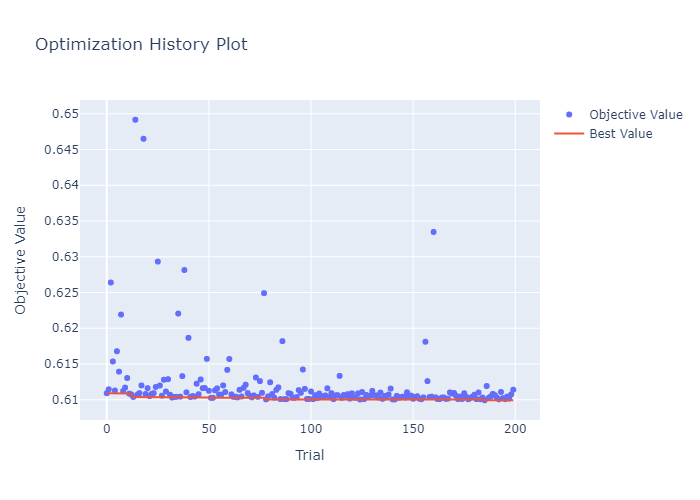 Optimization History Plot
0.65
0.645
0.64
0.635
0.63
0.625
0.62
0.615
0.61
Objective Value
0
50
100
150
200
Trial
Objective Value
Best Value